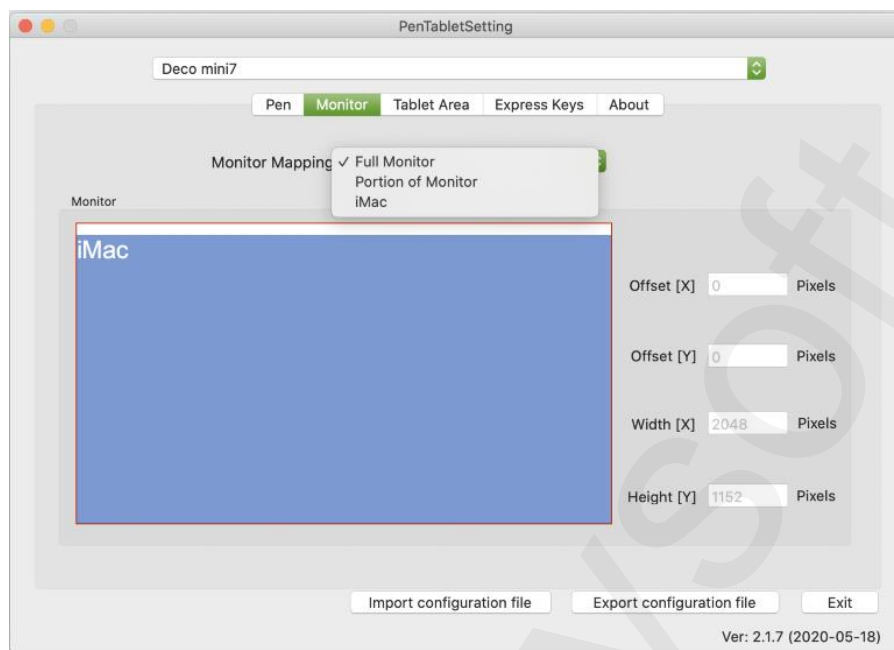 PenTabletSetting
Deco mini7
Pen Monitor Tablet Area Express Keys About
Monitor Mapping ✓ Full Monitor
Portion of Monitor
iMac
Monitor
iMac
Offset [X] 0 Pixels
Offset [Y] 0 Pixels
Width [X] 2048 Pixels
Height [Y] 1152 Pixels
Import configuration file Export configuration file Exit
Ver: 2.1.7 (2020-05-18)